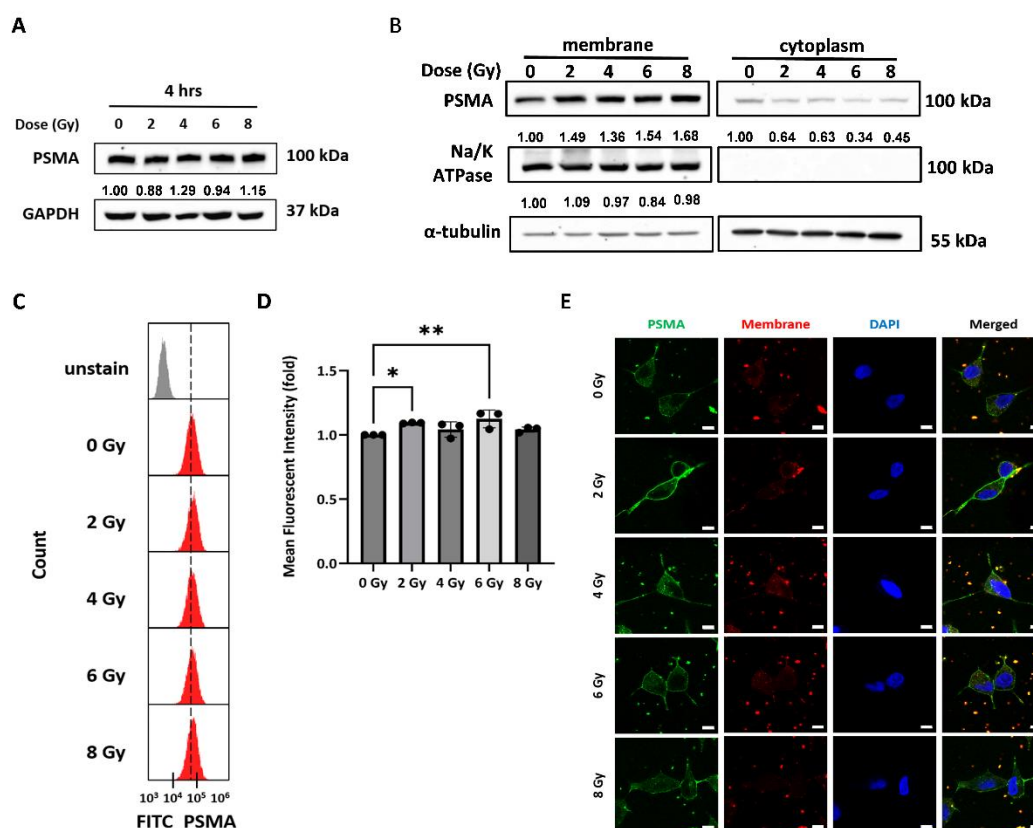 A
4 hrs
Dose (Gy) 0 2 4 6 8
PSMA 100 kDa
1.00 0.88 1.29 0.94 1.15
GAPDH 37 kDa
B
membrane cytoplasm
Dose (Gy) 0 2 4 6 8 0 2 4 6 8
PSMA 100 kDa
1.00 1.49 1.36 1.54 1.68 1.00 0.64 0.63 0.34 0.45
Na/K
ATPase 100 kDa
1.00 1.09 0.97 0.84 0.98
α-tubulin 55 kDa
C
unstain
0 Gy
2 Gy
4 Gy
6 Gy
8 Gy
Count
10³ 10⁴ 10⁵ 10⁶
FITC PSMA
D
**
*
Mean Fluorescent Intensity (fold)
1.5
1.0
0.5
0.0
0 Gy 2 Gy 4 Gy 6 Gy 8 Gy
E
PSMA Membrane DAPI Merged
0 Gy
2 Gy
4 Gy
6 Gy
8 Gy